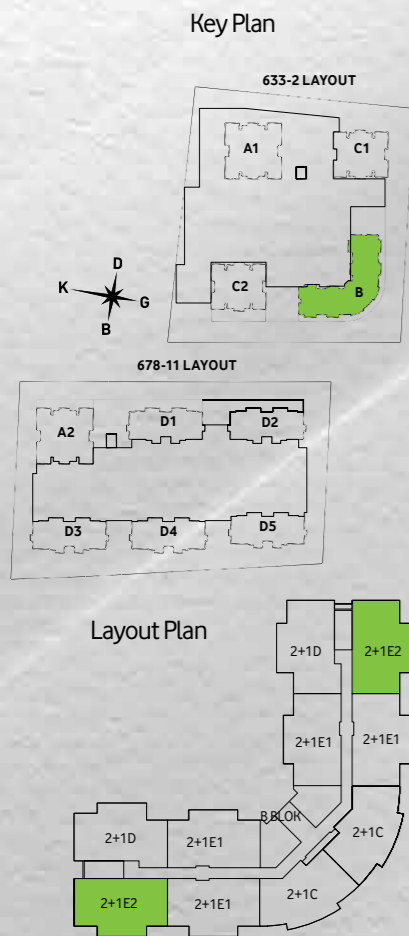 Key Plan
633-2 LAYOUT
A1
C1
D
K
G
B
C2
B
678-11 LAYOUT
A2
D1
D2
D3
D4
D5
Layout Plan
2+1D
2+1E2
2+1E1
2+1E1
B BLOK
2+1D
2+1E1
2+1C
2+1E2
2+1E1
2+1C